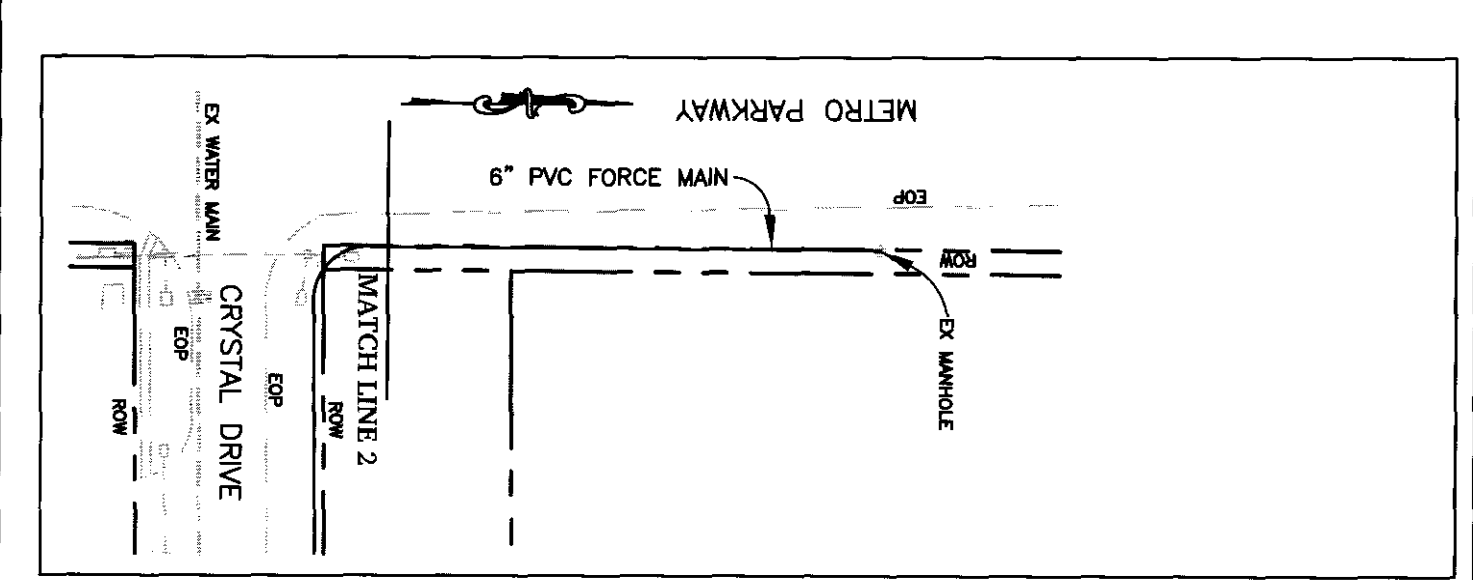 METRO PARKWAY
EX WATER MAIN
6" PVC FORCE MAIN
EOP
ROW
EX MANHOLE
MATCH LINE 2
CRYSTAL DRIVE
EOP
EOP
ROW
ROW